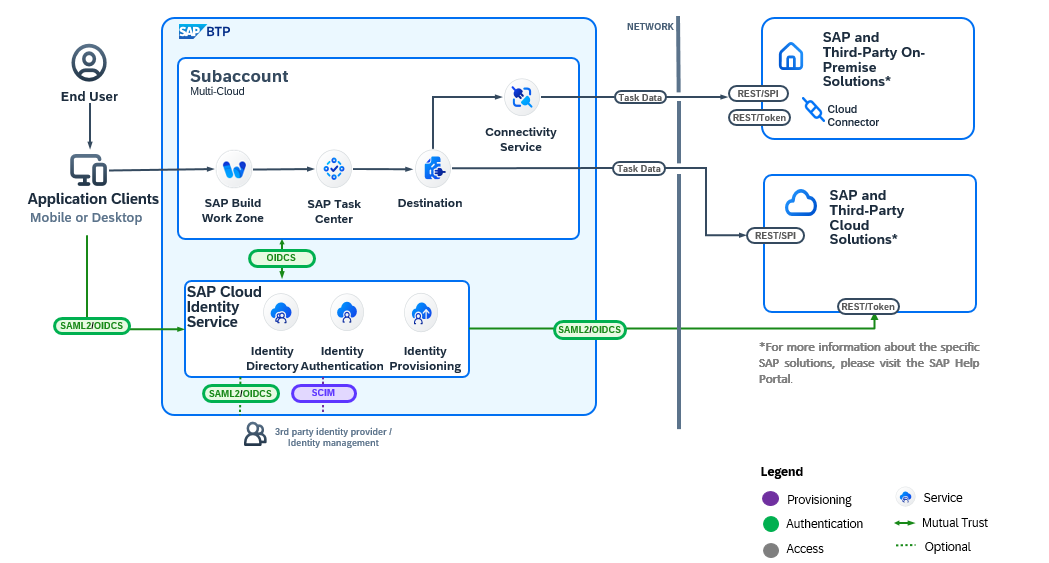 SAP BTP
NETWORK
End User
Application Clients
Mobile or Desktop
Subaccount
Multi-Cloud
SAP Build
Work Zone
SAP Task
Center
Destination
Connectivity
Service
Task Data
Task Data
SAP and
Third-Party On-
Premise
Solutions*
REST/SPI
REST/Token
Cloud
Connector
SAP and
Third-Party
Cloud
Solutions*
REST/SPI
REST/Token
OIDCS
SAP Cloud
Identity
Service
Identity
Directory
Identity
Authentication
Identity
Provisioning
SAML2/OIDCS
SAML2/OIDCS
SAML2/OIDCS
SCIM
3rd party identity provider /
Identity management
*For more information about the specific
SAP solutions, please visit the SAP Help
Portal.
Legend
Provisioning
Authentication
Access
Service
Mutual Trust
Optional